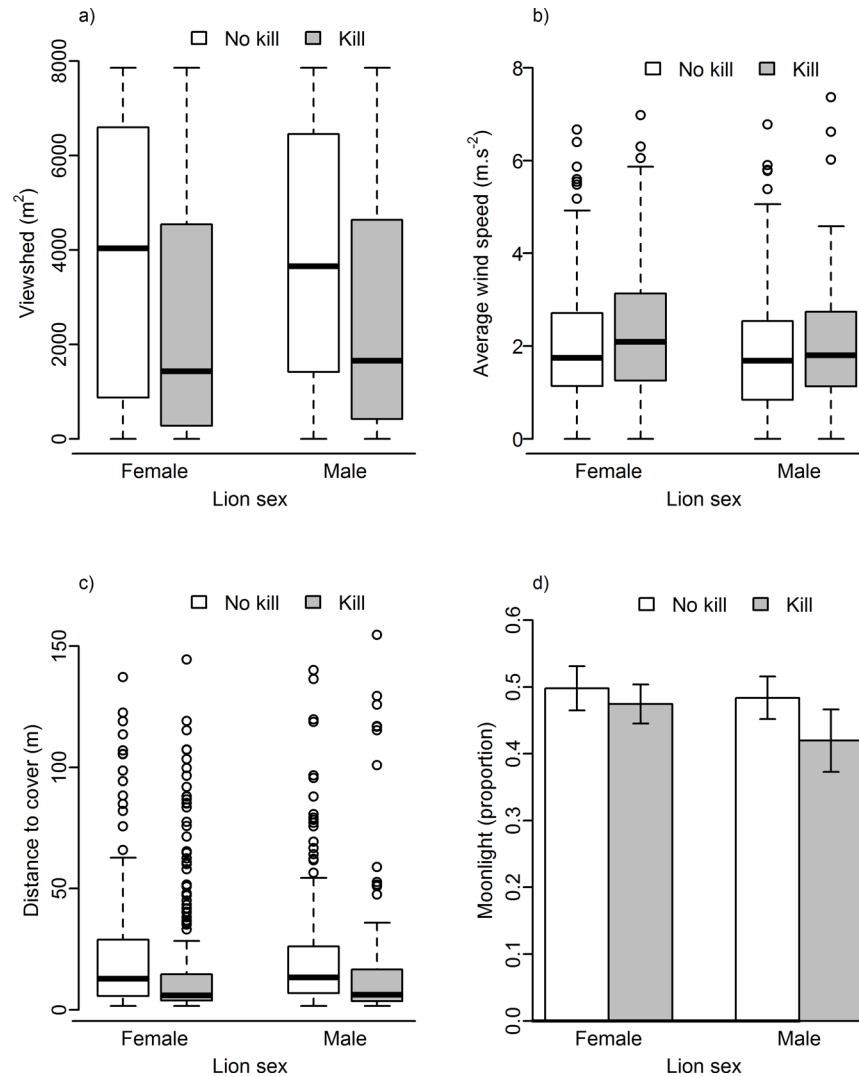 a)
No kill Kill
Viewshed (m²)
8000
6000
4000
2000
0
Female Male
Lion sex
b)
No kill Kill
Average wind speed (m.s⁻²)
8
6
4
2
0
Female Male
Lion sex
c)
No kill Kill
Distance to cover (m)
150
100
50
0
Female Male
Lion sex
d)
No kill Kill
Moonlight (proportion)
0.6
0.5
0.4
0.3
0.2
0.1
0.0
Female Male
Lion sex